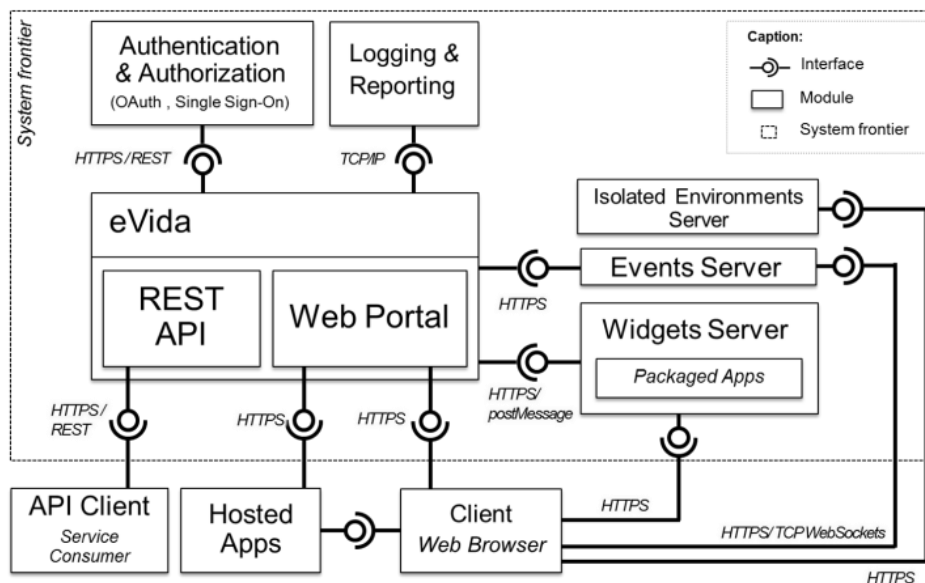 System frontier
Authentication
& Authorization
(OAuth , Single Sign-On)
Logging &
Reporting
Caption:
Interface
Module
System frontier
HTTPS / REST
TCP/IP
eVida
REST
API
Web Portal
Isolated Environments
Server
Events Server
HTTPS
Widgets Server
Packaged Apps
HTTPS/
postMessage
HTTPS /
REST
HTTPS
HTTPS
API Client
Service
Consumer
Hosted
Apps
Client
Web Browser
HTTPS
HTTPS/ TCP WebSockets
HTTPS